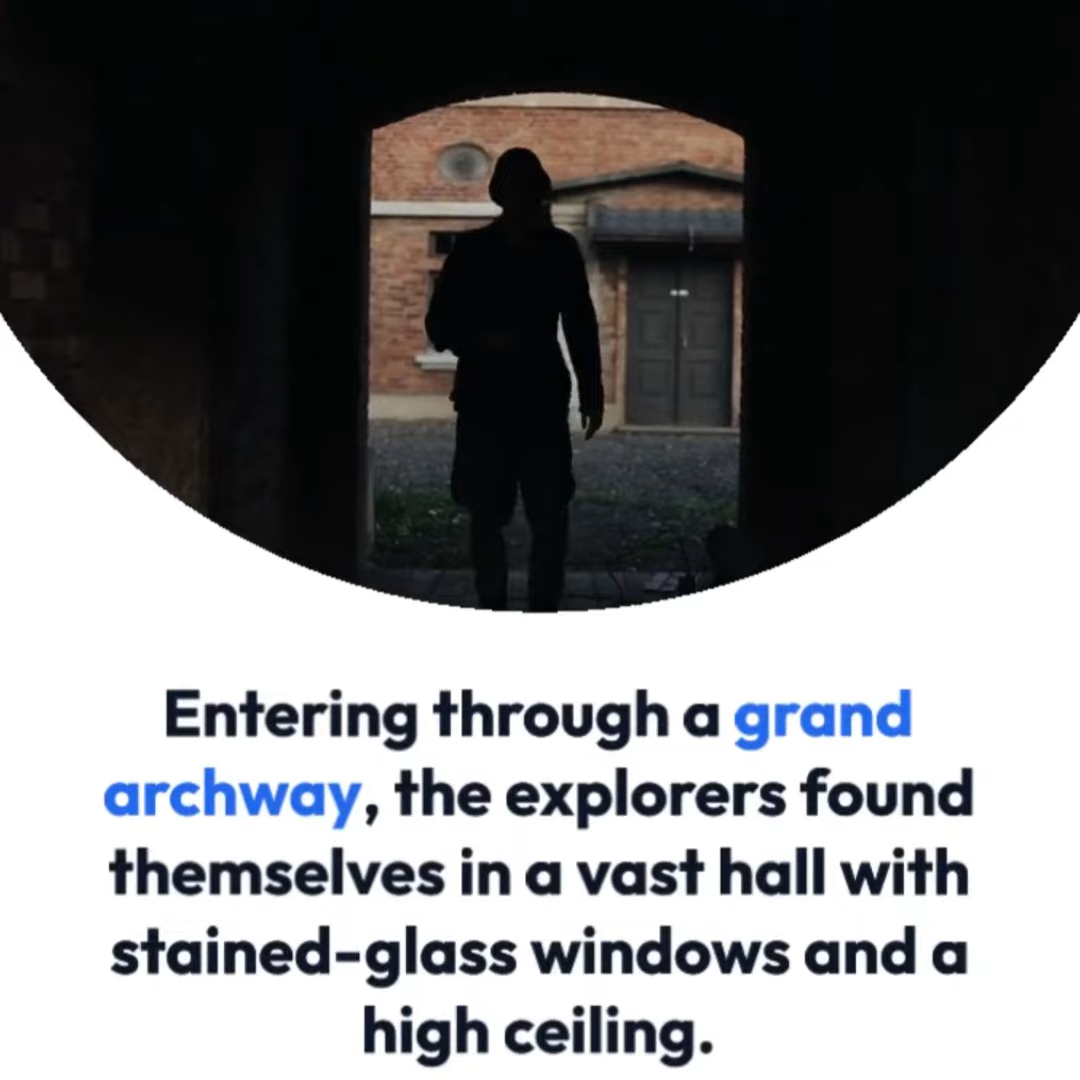 Entering through a grand
archway, the explorers found
themselves in a vast hall with
stained-glass windows and a
high ceiling.